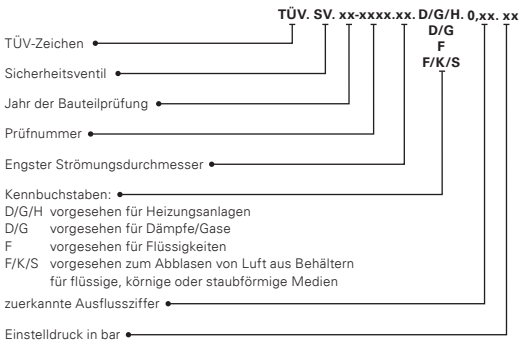 TÜV. SV. xx-xxxx.xx. D/G/H. 0,xx. xx
D/G
F
F/K/S
TÜV-Zeichen
Sicherheitsventil
Jahr der Bauteilprüfung
Prüfnummer
Engster Strömungsdurchmesser
Kennbuchstaben:
D/G/H vorgesehen für Heizungsanlagen
D/G vorgesehen für Dämpfe/Gase
F vorgesehen für Flüssigkeiten
F/K/S vorgesehen zum Abblasen von Luft aus Behältern
für flüssige, körnige oder staubförmige Medien
zuerkannte Ausflussziffer
Einstelldruck in bar